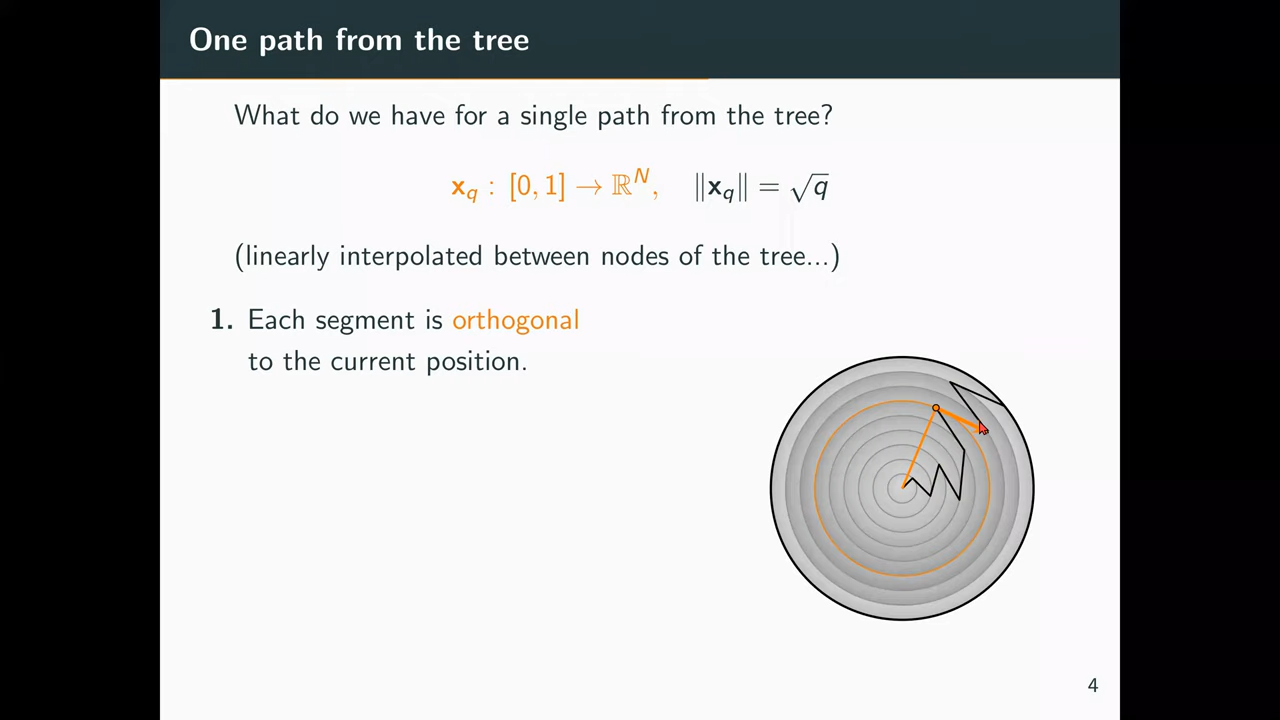 One path from the tree
What do we have for a single path from the tree?
x_q : [0, 1] → ℝ^N, ‖x_q‖ = √q
(linearly interpolated between nodes of the tree...)
1. Each segment is orthogonal
to the current position.
4